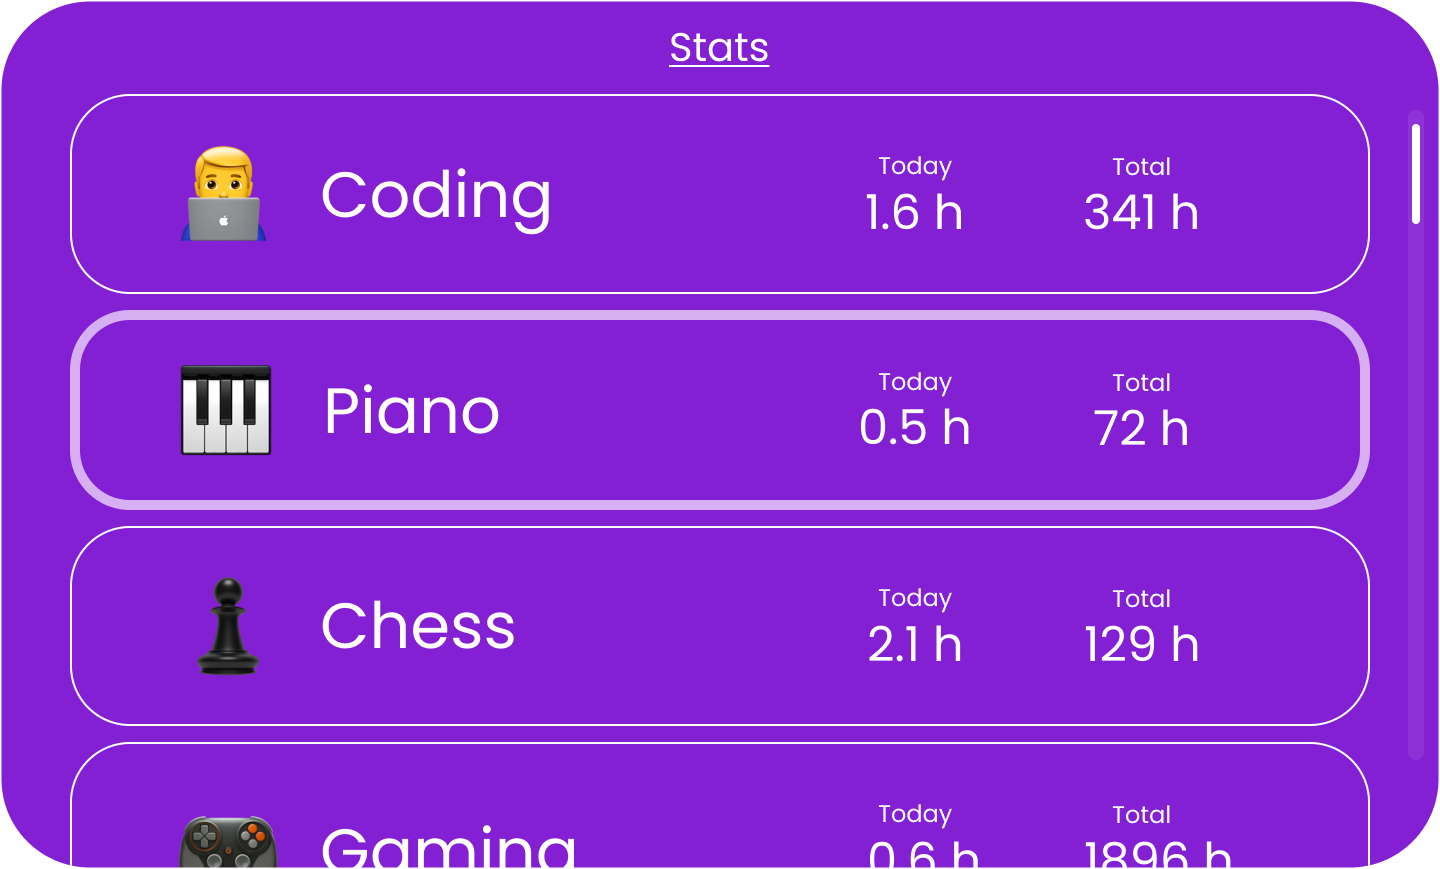 Stats
Coding
Today Total
1.6 h 341 h
Piano
Today Total
0.5 h 72 h
Chess
Today Total
2.1 h 129 h
Gaming
Today Total
0.6 h 1896 h